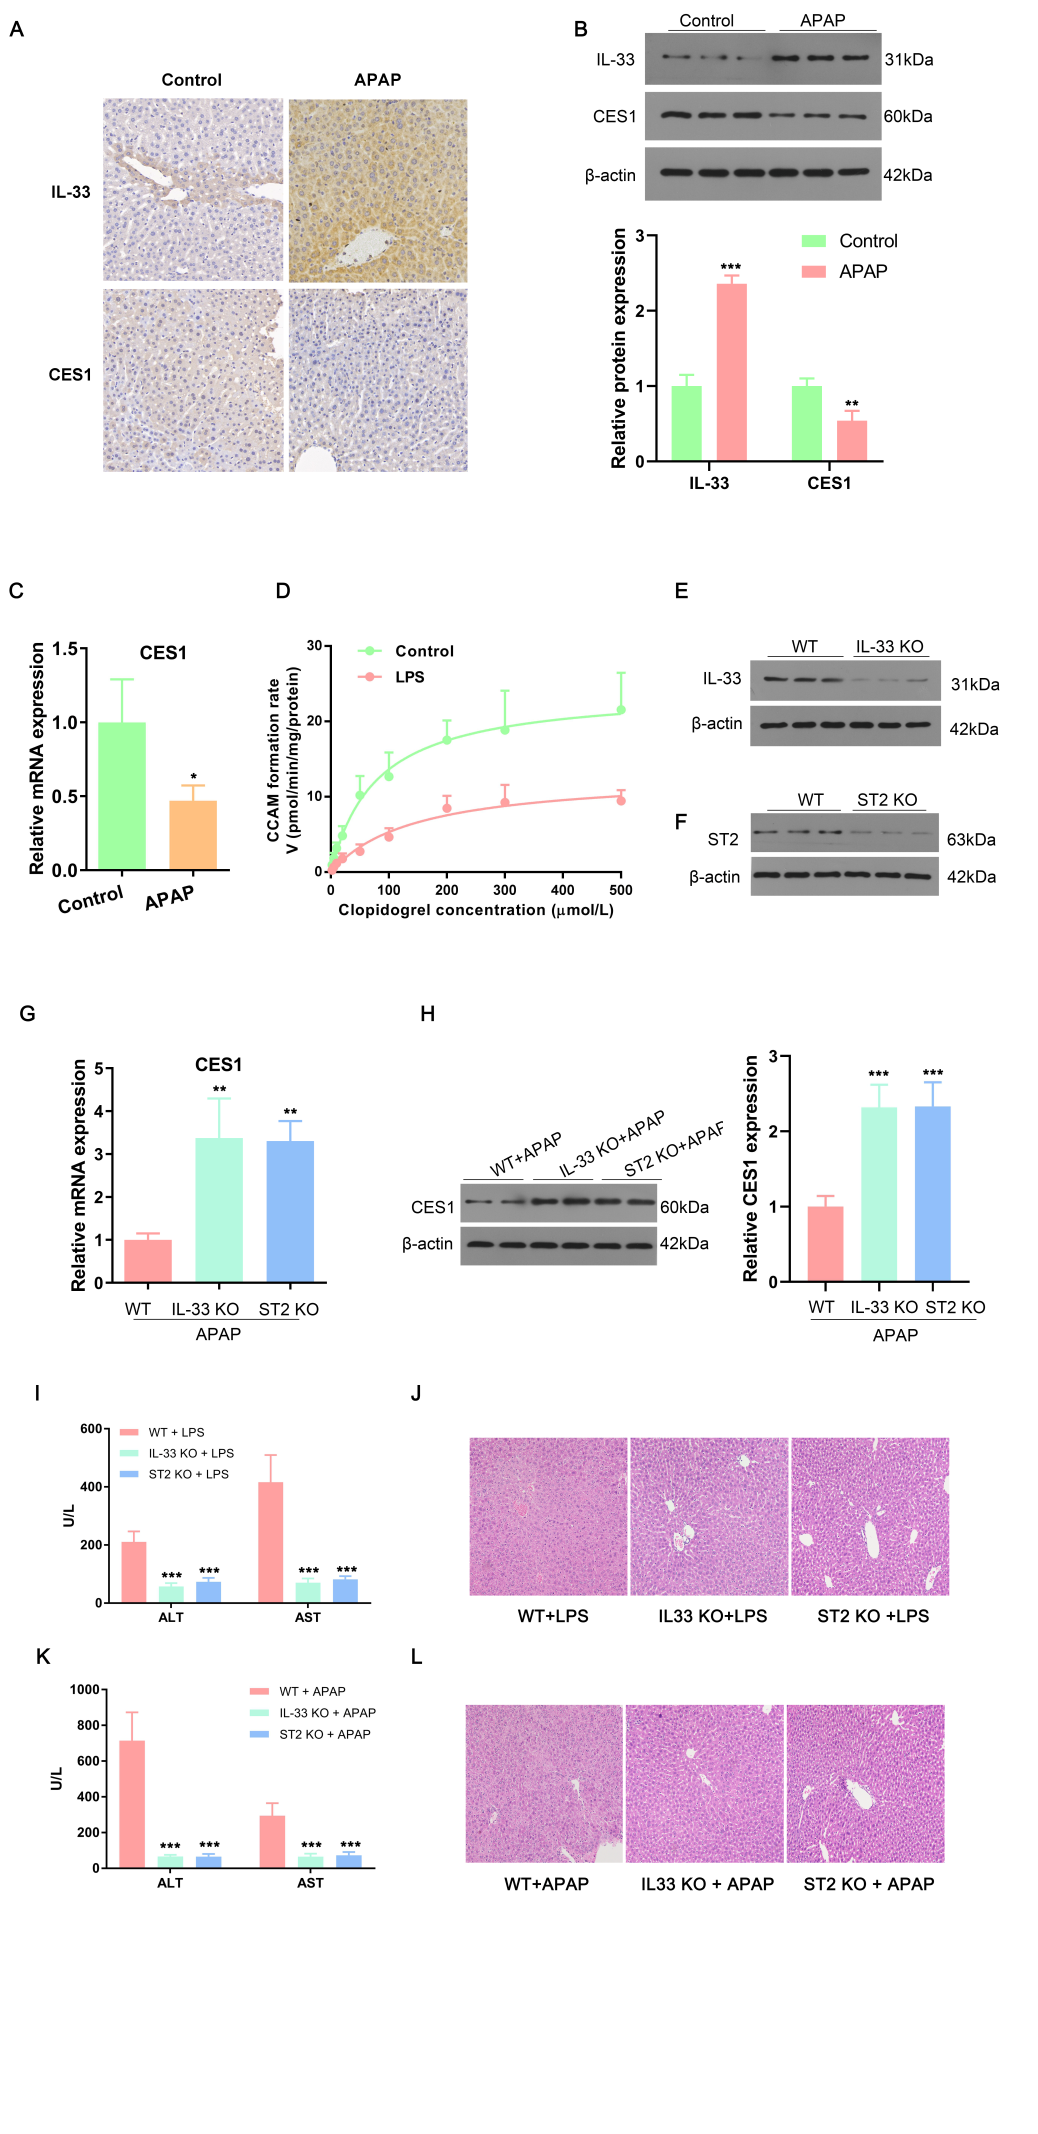 A
Control
APAP
IL-33
CES1
B
Control
APAP
IL-33
31kDa
CES1
60kDa
β-actin
42kDa
Relative protein expression
3
2
1
0
Control
APAP
***
**
IL-33
CES1
C
CES1
Relative mRNA expression
1.5
1.0
0.5
0.0
*
Control
APAP
D
CCAM formation rate
V (pmol/min/mg/protein)
30
20
10
0
Control
LPS
0
100
200
300
400
500
Clopidogrel concentration (μmol/L)
E
WT
IL-33 KO
IL-33
31kDa
β-actin
42kDa
F
WT
ST2 KO
ST2
63kDa
β-actin
42kDa
G
CES1
Relative mRNA expression
5
4
3
2
1
0
**
**
WT
IL-33 KO
ST2 KO
APAP
H
WT+APAP
IL-33 KO+APAP
ST2 KO+APAP
CES1
60kDa
β-actin
42kDa
Relative CES1 expression
3
2
1
0
***
***
WT
IL-33 KO
ST2 KO
APAP
I
U/L
600
400
200
0
WT + LPS
IL-33 KO + LPS
ST2 KO + LPS
***
***
***
***
ALT
AST
J
WT+LPS
IL33 KO+LPS
ST2 KO +LPS
K
U/L
1000
800
600
400
200
0
WT + APAP
IL-33 KO + APAP
ST2 KO + APAP
***
***
***
***
ALT
AST
L
WT+APAP
IL33 KO + APAP
ST2 KO + APAP